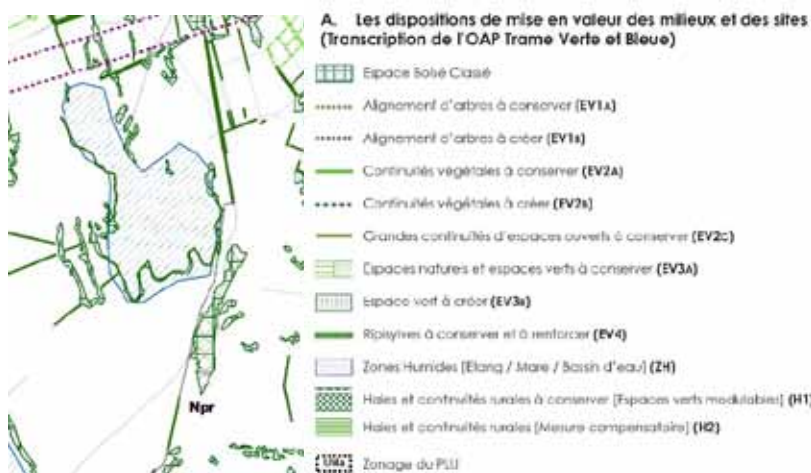 A. Les dispositions de mise en valeur des milieux et des sites
(Transcription de l'OAP Trame Verte et Bleue)
Espace Boisé Classé
Alignement d'arbres à conserver (EV1A)
Alignement d'arbres à créer (EV1B)
Continuités végétales à conserver (EV2A)
Continuités végétales à créer (EV2B)
Grandes continuités d'espaces ouverts à conserver (EV2C)
Espaces naturels et espaces verts à conserver (EV3A)
Espace vert à créer (EV3B)
Ripisylves à conserver et à renforcer (EV4)
Zones Humides [Etang / Mare / Bassin d'eau] (ZH)
Haies et continuités rurales à conserver [Espaces verts modulables] (H1)
Haies et continuités rurales [Mesure compensatoire] (H2)
Zonage du PLU
Npr